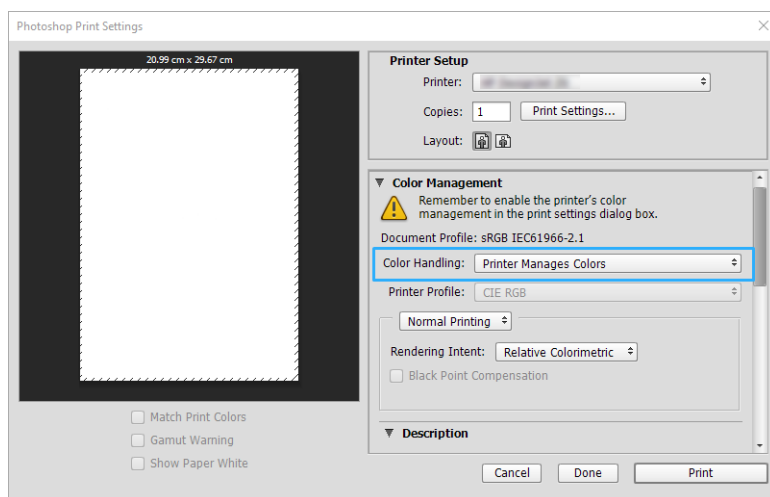 Photoshop Print Settings
20.99 cm x 29.67 cm
Match Print Colors
Gamut Warning
Show Paper White
Printer Setup
Printer:
Copies: 1 Print Settings...
Layout:
Color Management
Remember to enable the printer's color
management in the print settings dialog box.
Document Profile: sRGB IEC61966-2.1
Color Handling: Printer Manages Colors
Printer Profile: CIE RGB
Normal Printing
Rendering Intent: Relative Colorimetric
Black Point Compensation
Description
Cancel Done Print